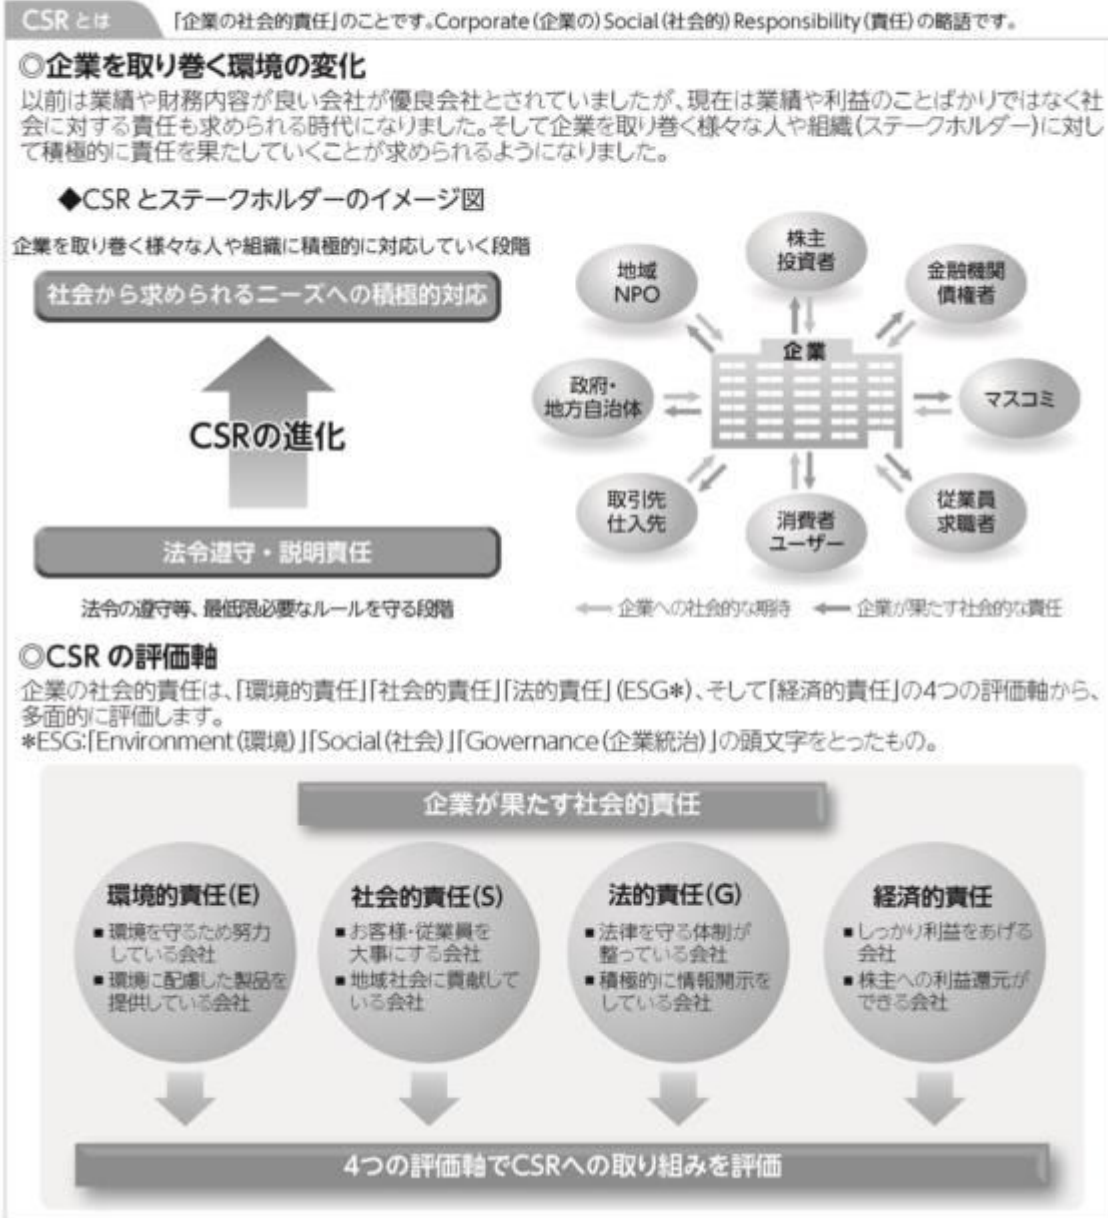 CSRとは 「企業の社会的責任」のことです。Corporate(企業の)Social(社会的)Responsibility(責任)の略語です。
◎企業を取り巻く環境の変化
以前は業績や財務内容が良い会社が優良会社とされていましたが、現在は業績や利益のことばかりではなく社
会に対する責任も求められる時代になりました。そして企業を取り巻く様々な人や組織(ステークホルダー)に対し
て積極的に責任を果たしていくことが求められるようになりました。
◆CSRとステークホルダーのイメージ図
企業を取り巻く様々な人や組織に積極的に対応していく段階
社会から求められるニーズへの積極的対応
CSRの進化
法令遵守・説明責任
法令の遵守等、最低限必要なルールを守る段階
株主
投資者
地域
NPO
金融機関
債権者
企業
政府・
地方自治体
マスコミ
取引先
仕入先
消費者
ユーザー
従業員
求職者
企業への社会的な期待 企業が果たす社会的な責任
◎CSRの評価軸
企業の社会的責任は、「環境的責任」「社会的責任」「法的責任」(ESG*)、そして「経済的責任」の4つの評価軸から、
多面的に評価します。
*ESG:「Environment(環境)」「Social(社会)」「Governance(企業統治)」の頭文字をとったもの。
企業が果たす社会的責任
環境的責任(E)
■環境を守るため努力
している会社
■環境に配慮した製品を
提供している会社
社会的責任(S)
■お客様・従業員を
大事にする会社
■地域社会に貢献して
いる会社
法的責任(G)
■法律を守る体制が
整っている会社
■積極的に情報開示を
している会社
経済的責任
■しっかり利益をあげる
会社
■株主への利益還元が
できる会社
4つの評価軸でCSRへの取り組みを評価